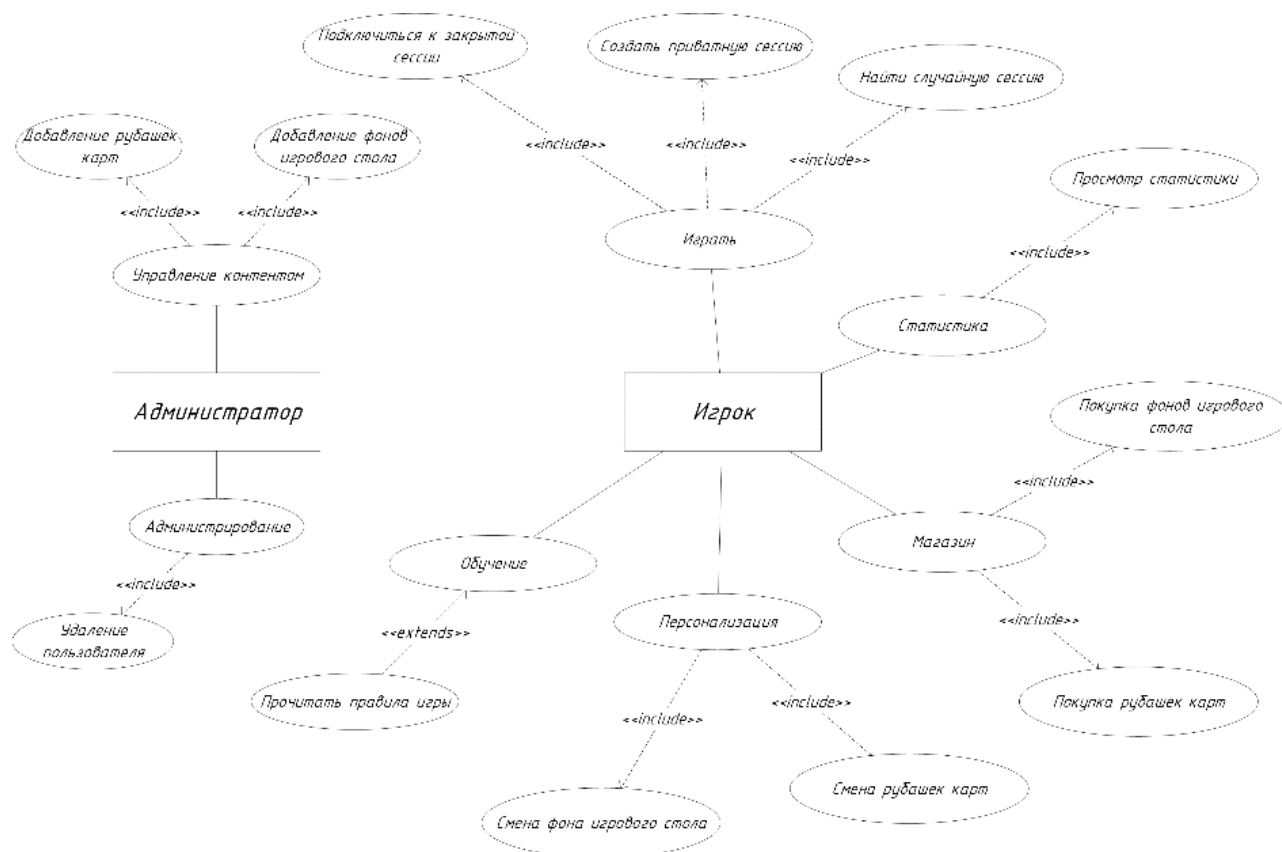 Подключиться к закрытой
сессии
Создать приватную сессию
Найти случайную сессию
Добавление рубашек
карт
Добавление фонов
игрового стола
<<include>>
<<include>>
<<include>>
<<include>>
<<include>>
Просмотр статистики
Играть
Управление контентом
<<include>>
Статистика
Администратор
Игрок
Покупка фонов игрового
стола
<<include>>
Администрирование
Обучение
Магазин
<<include>>
<<extends>>
Персонализация
<<include>>
Удаление
пользователя
Прочитать правила игры
<<include>>
<<include>>
Покупка рубашек карт
Смена рубашек карт
Смена фона игрового стола